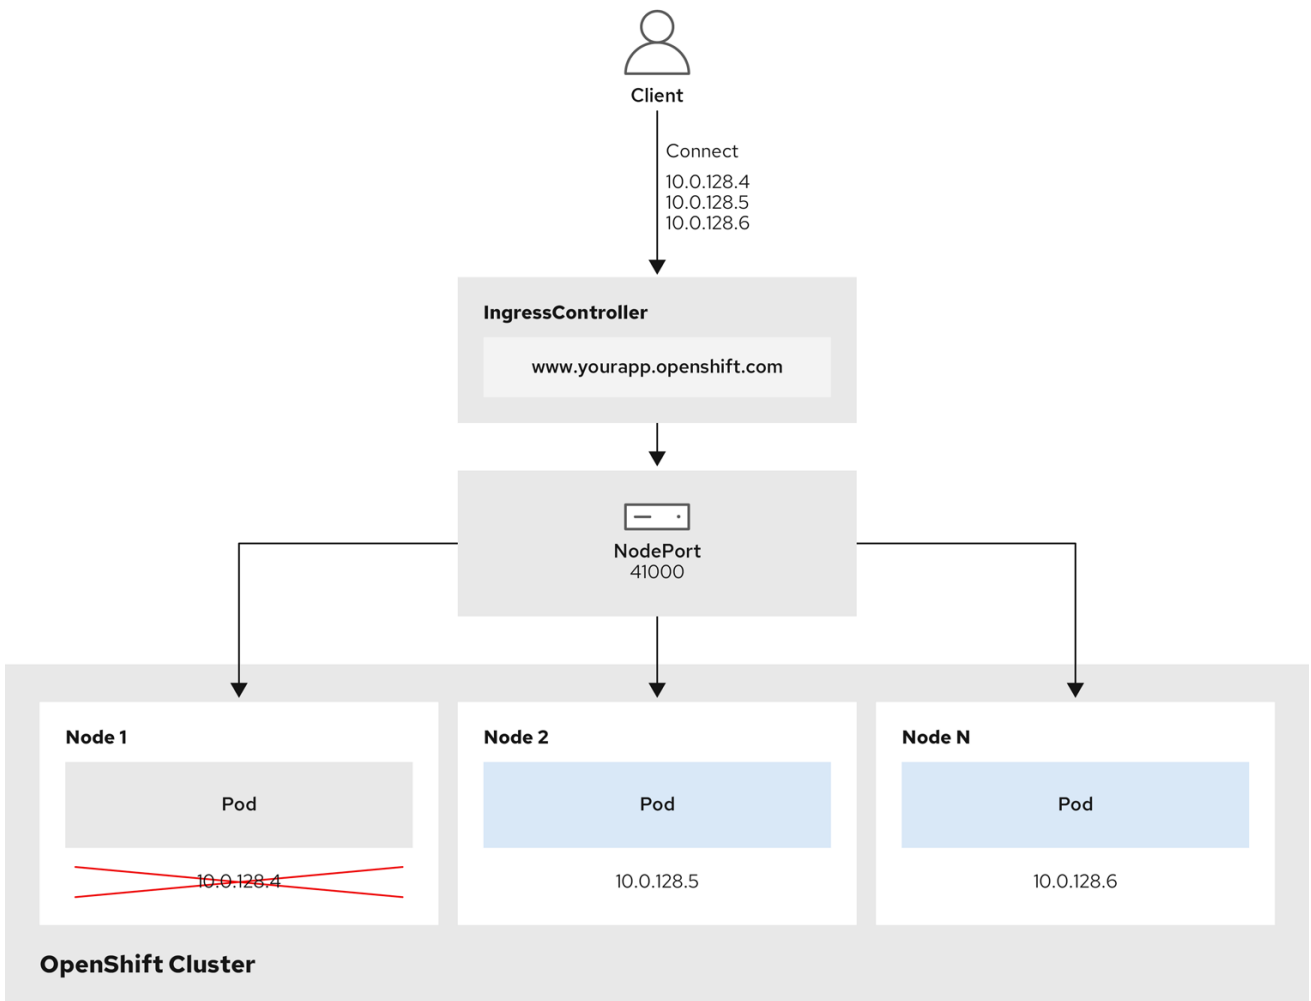 Client
Connect
10.0.128.4
10.0.128.5
10.0.128.6
IngressController
www.yourapp.openshift.com
NodePort
41000
Node 1
Pod
10.0.128.4
Node 2
Pod
10.0.128.5
Node N
Pod
10.0.128.6
OpenShift Cluster